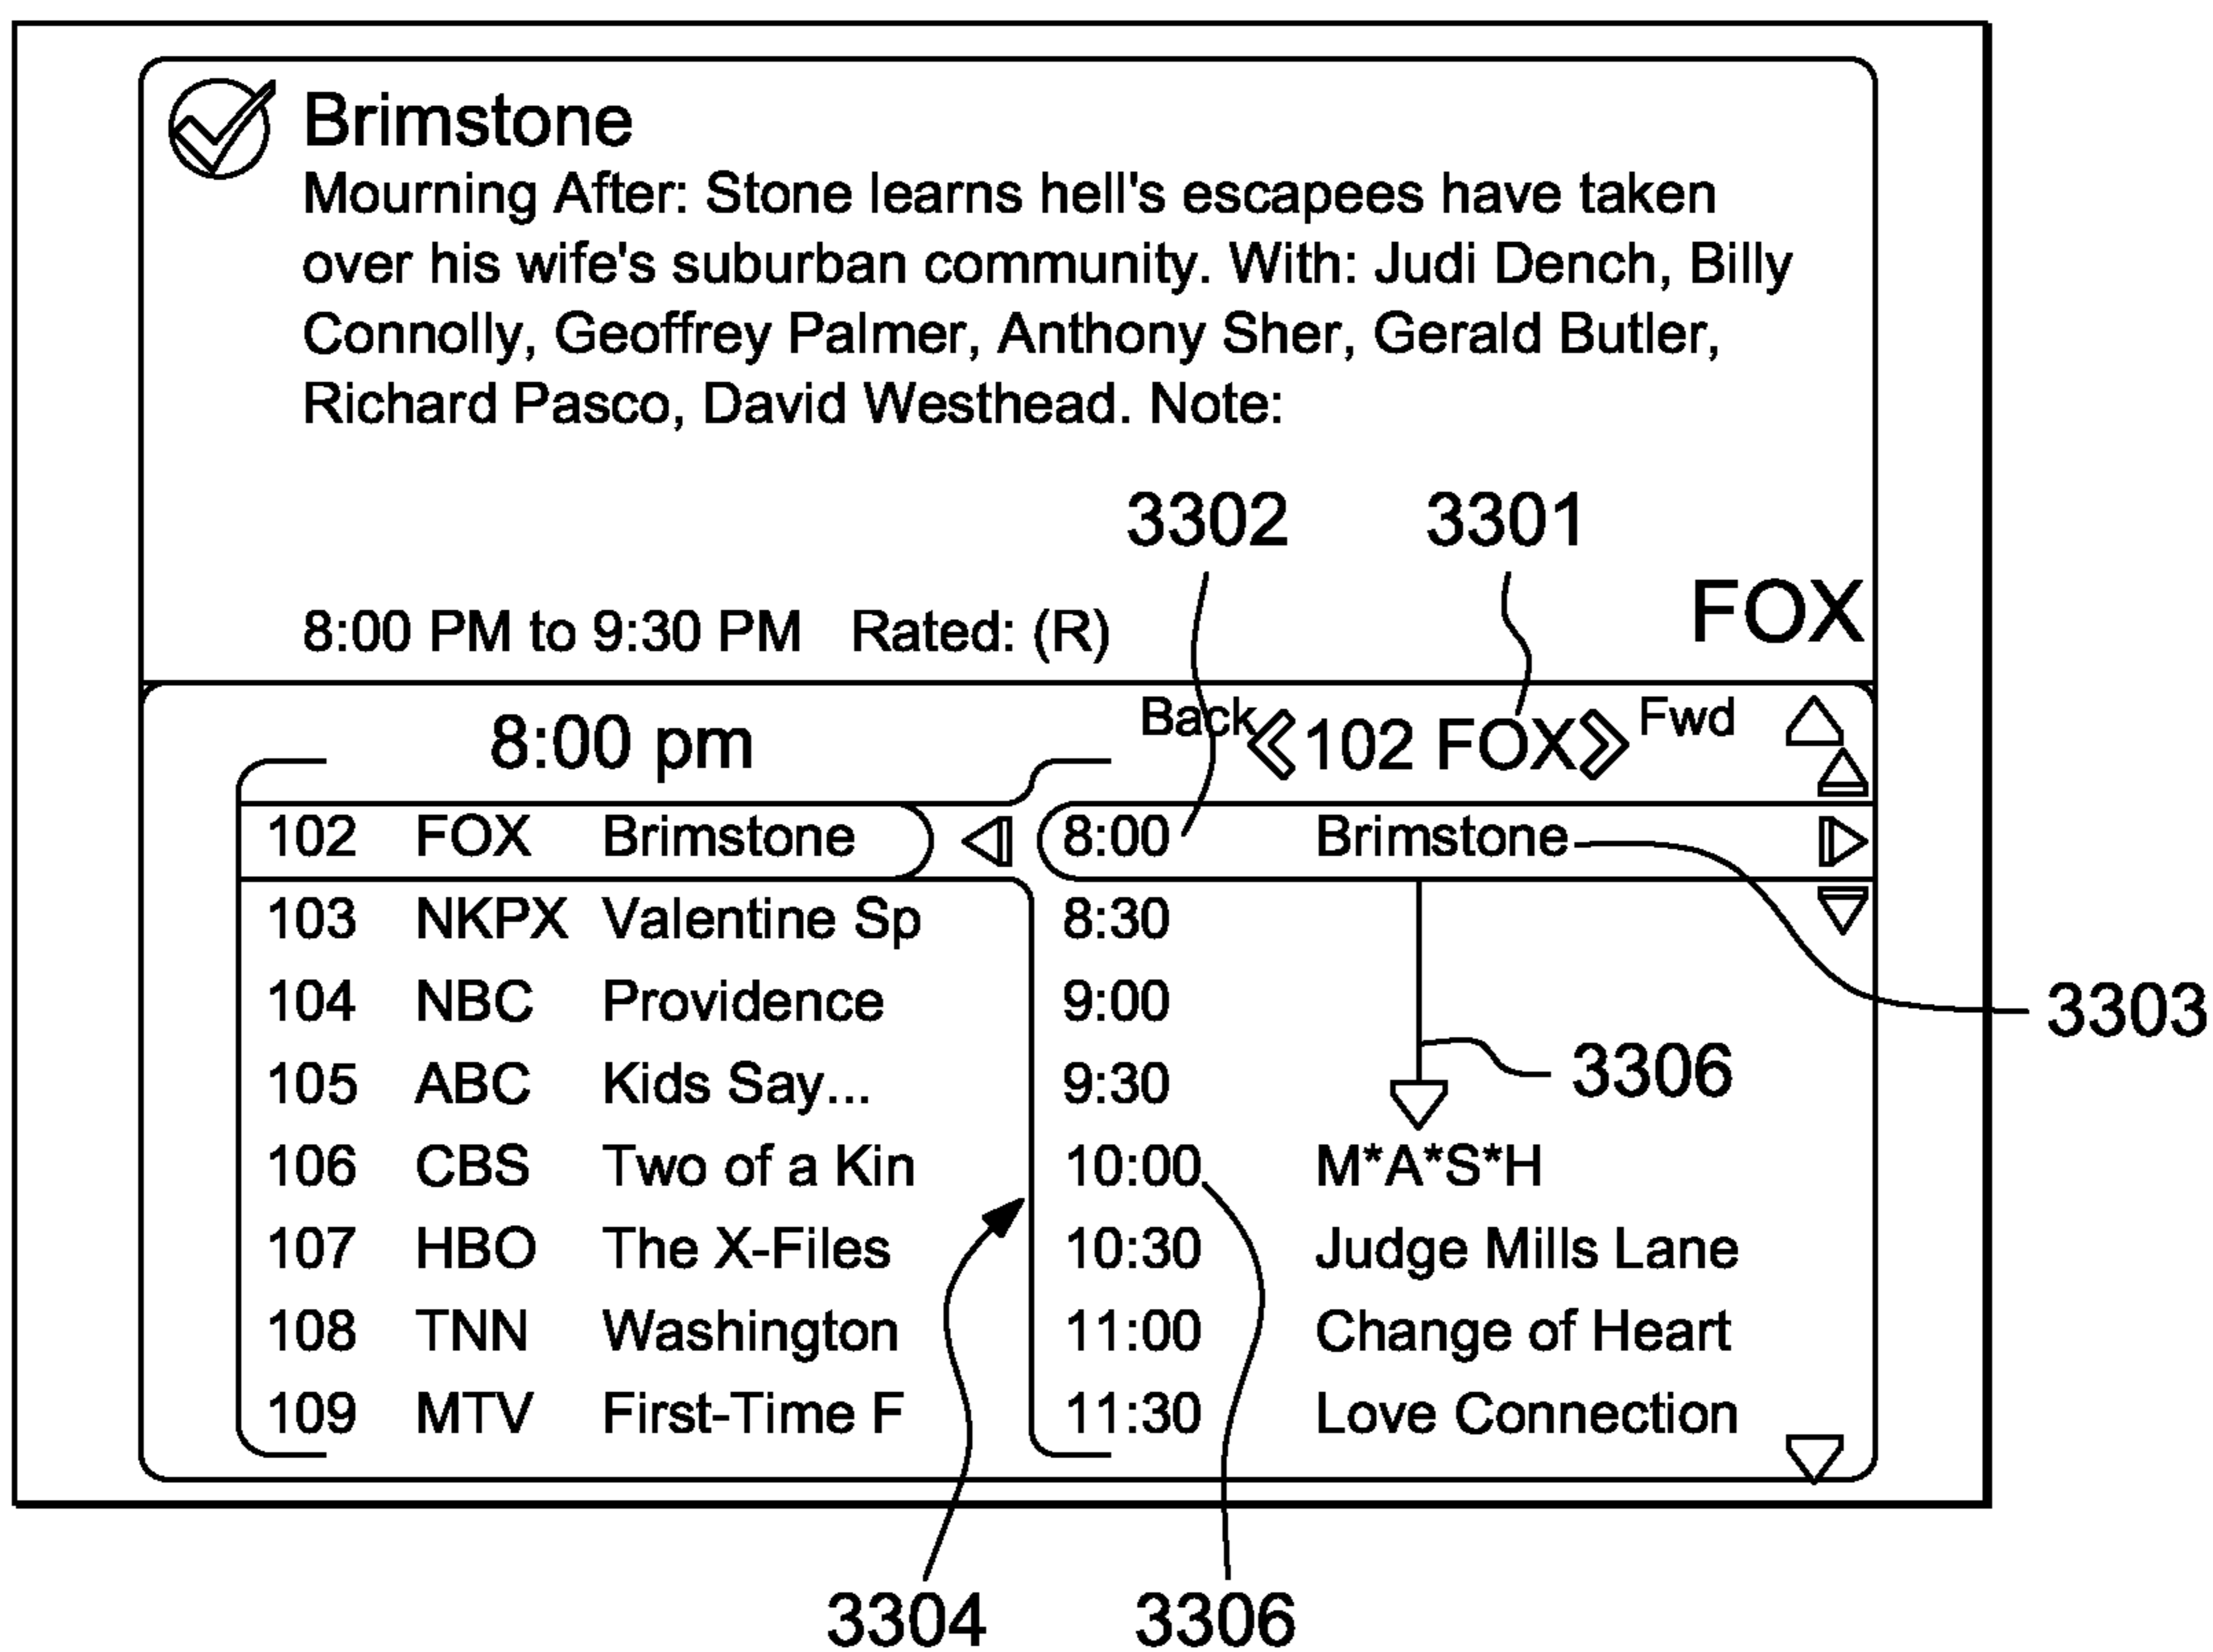 Brimstone
Mourning After: Stone learns hell's escapees have taken
over his wife's suburban community. With: Judi Dench, Billy
Connolly, Geoffrey Palmer, Anthony Sher, Gerald Butler,
Richard Pasco, David Westhead. Note:
3302 3301
8:00 PM to 9:30 PM Rated: (R) FOX
8:00 pm Back 102 FOX Fwd
102 FOX Brimstone 8:00 Brimstone
103 NKPX Valentine Sp 8:30
104 NBC Providence 9:00
3303
105 ABC Kids Say... 9:30 3306
106 CBS Two of a Kin 10:00 M*A*S*H
107 HBO The X-Files 10:30 Judge Mills Lane
108 TNN Washington 11:00 Change of Heart
109 MTV First-Time F 11:30 Love Connection
3304 3306